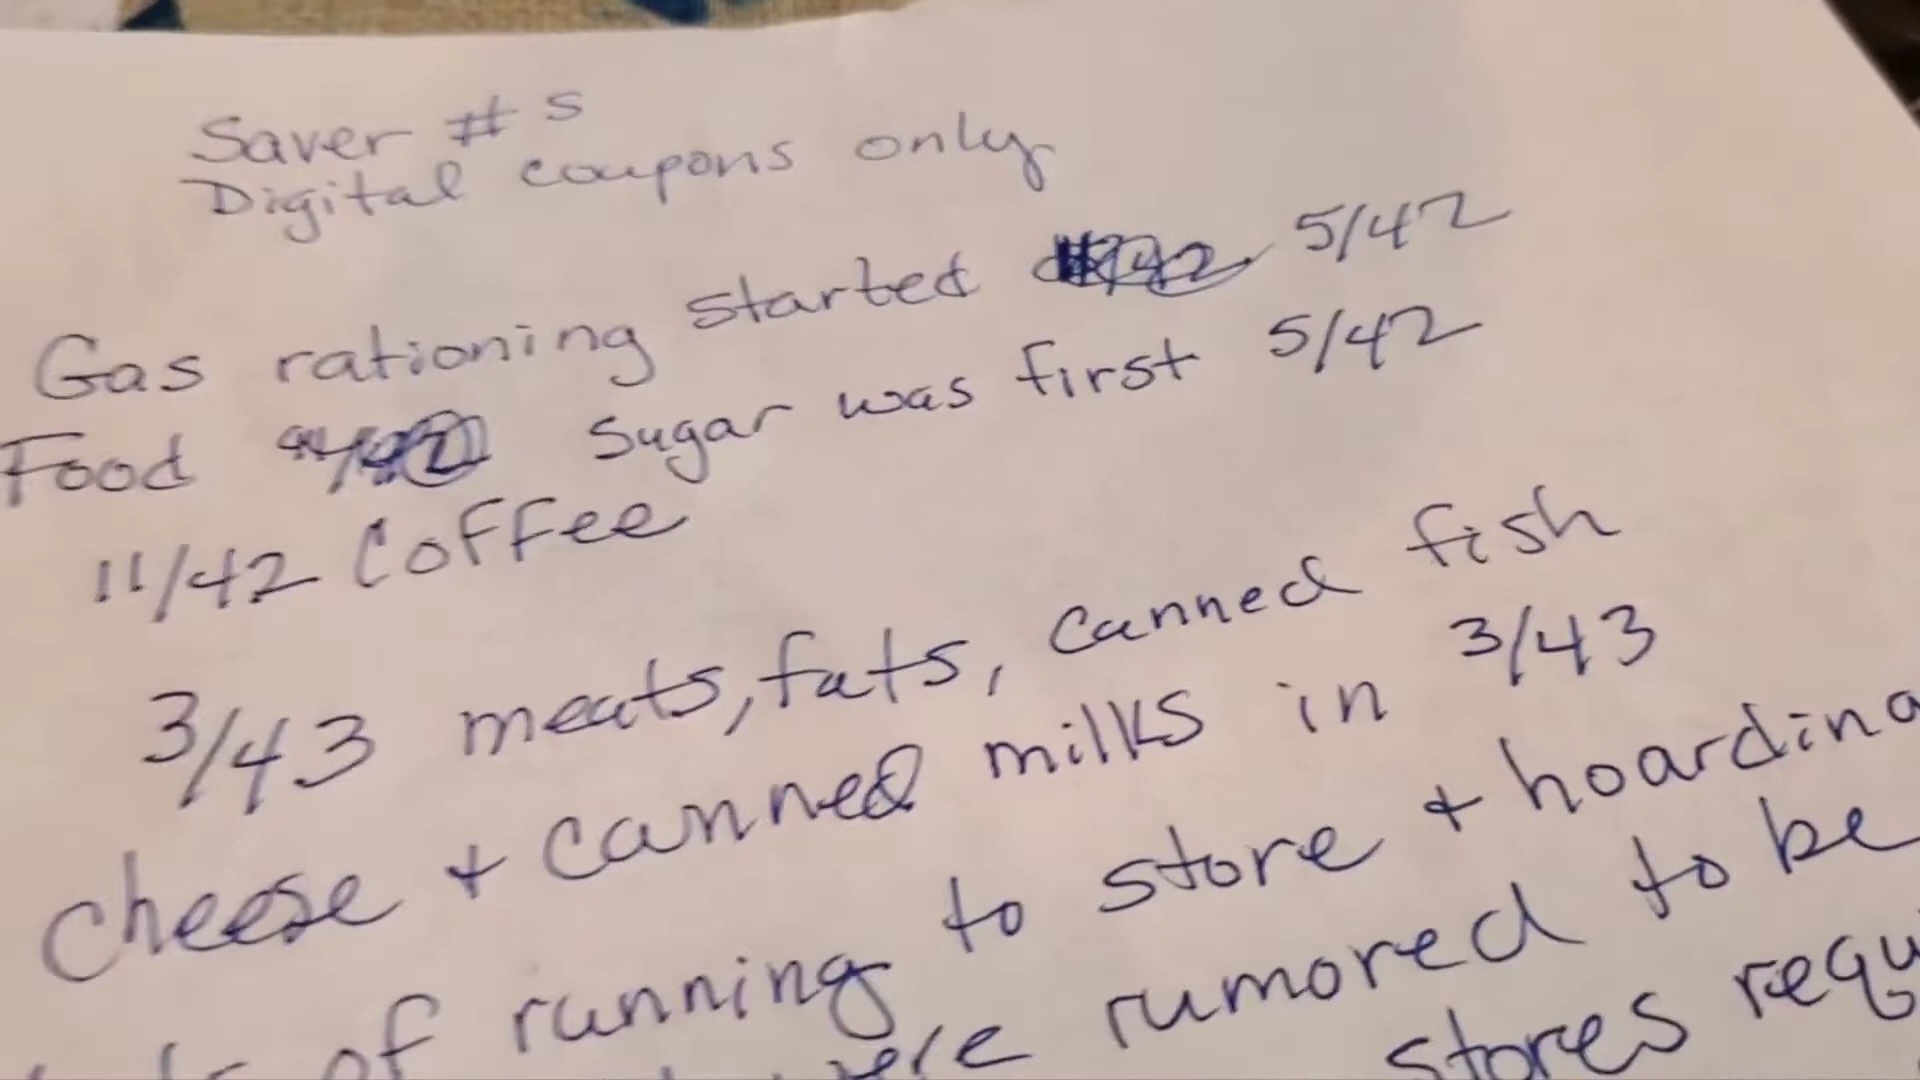 Saver # s
Digital coupons only
Gas rationing started 5/42
Food sugar was first 5/42
11/42 Coffee
3/43 meats, fats, canned fish
cheese + canned milks in 3/43
of running to store + hoarding
rumored to be
stores requ